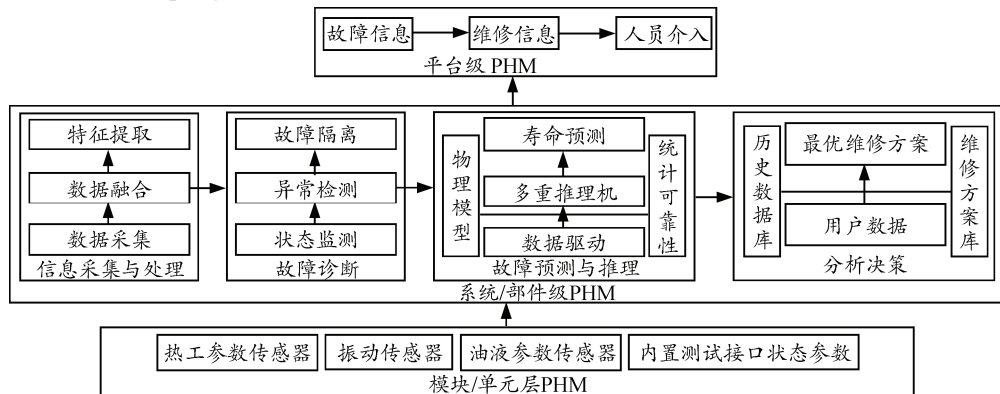 故障信息
维修信息
人员介入
平台级 PHM
特征提取
数据融合
数据采集
信息采集与处理
故障隔离
异常检测
状态监测
故障诊断
物理模型
寿命预测
多重推理机
数据驱动
统计可靠性
故障预测与推理
历史数据库
最优维修方案
用户数据
维修方案库
分析决策
系统/部件级PHM
热工参数传感器
振动传感器
油液参数传感器
内置测试接口状态参数
模块/单元层PHM